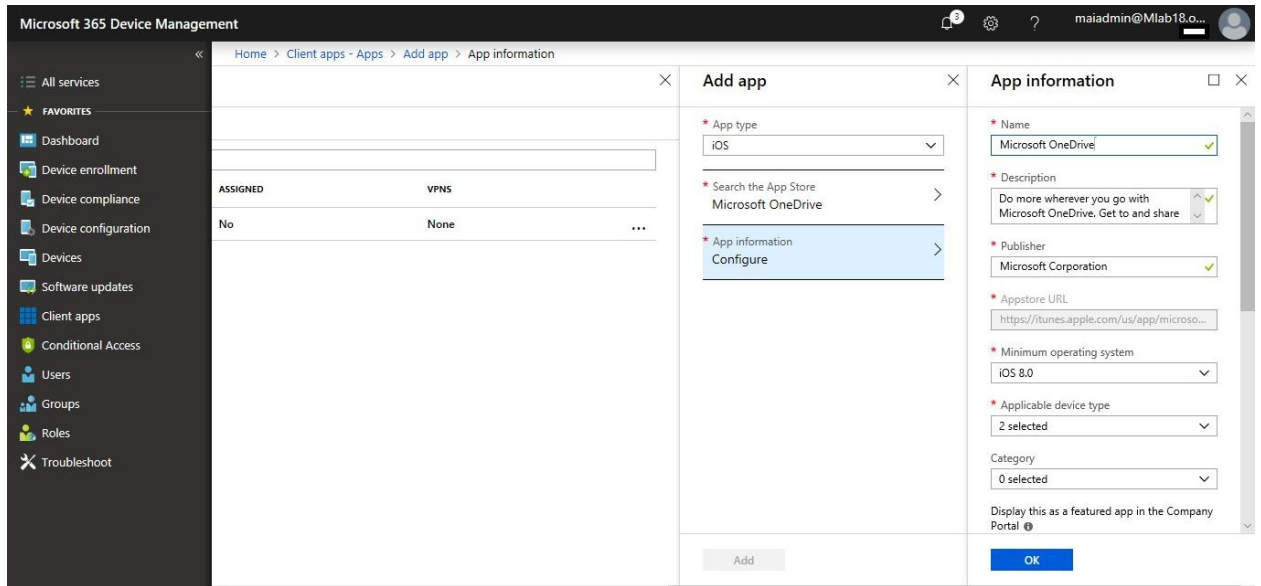 Microsoft 365 Device Management
3
?
maiadmin@Mlab18.o...
«
Home > Client apps - Apps > Add app > App information
All services
FAVORITES
Dashboard
Device enrollment
Device compliance
Device configuration
Devices
Software updates
Client apps
Conditional Access
Users
Groups
Roles
Troubleshoot
ASSIGNED VPNS
No None ...
Add app
* App type
iOS
* Search the App Store
Microsoft OneDrive
* App information
Configure
Add
App information
* Name
Microsoft OneDrive
* Description
Do more wherever you go with
Microsoft OneDrive. Get to and share
* Publisher
Microsoft Corporation
* Appstore URL
https://itunes.apple.com/us/app/microso...
* Minimum operating system
iOS 8.0
* Applicable device type
2 selected
Category
0 selected
Display this as a featured app in the Company
Portal
OK